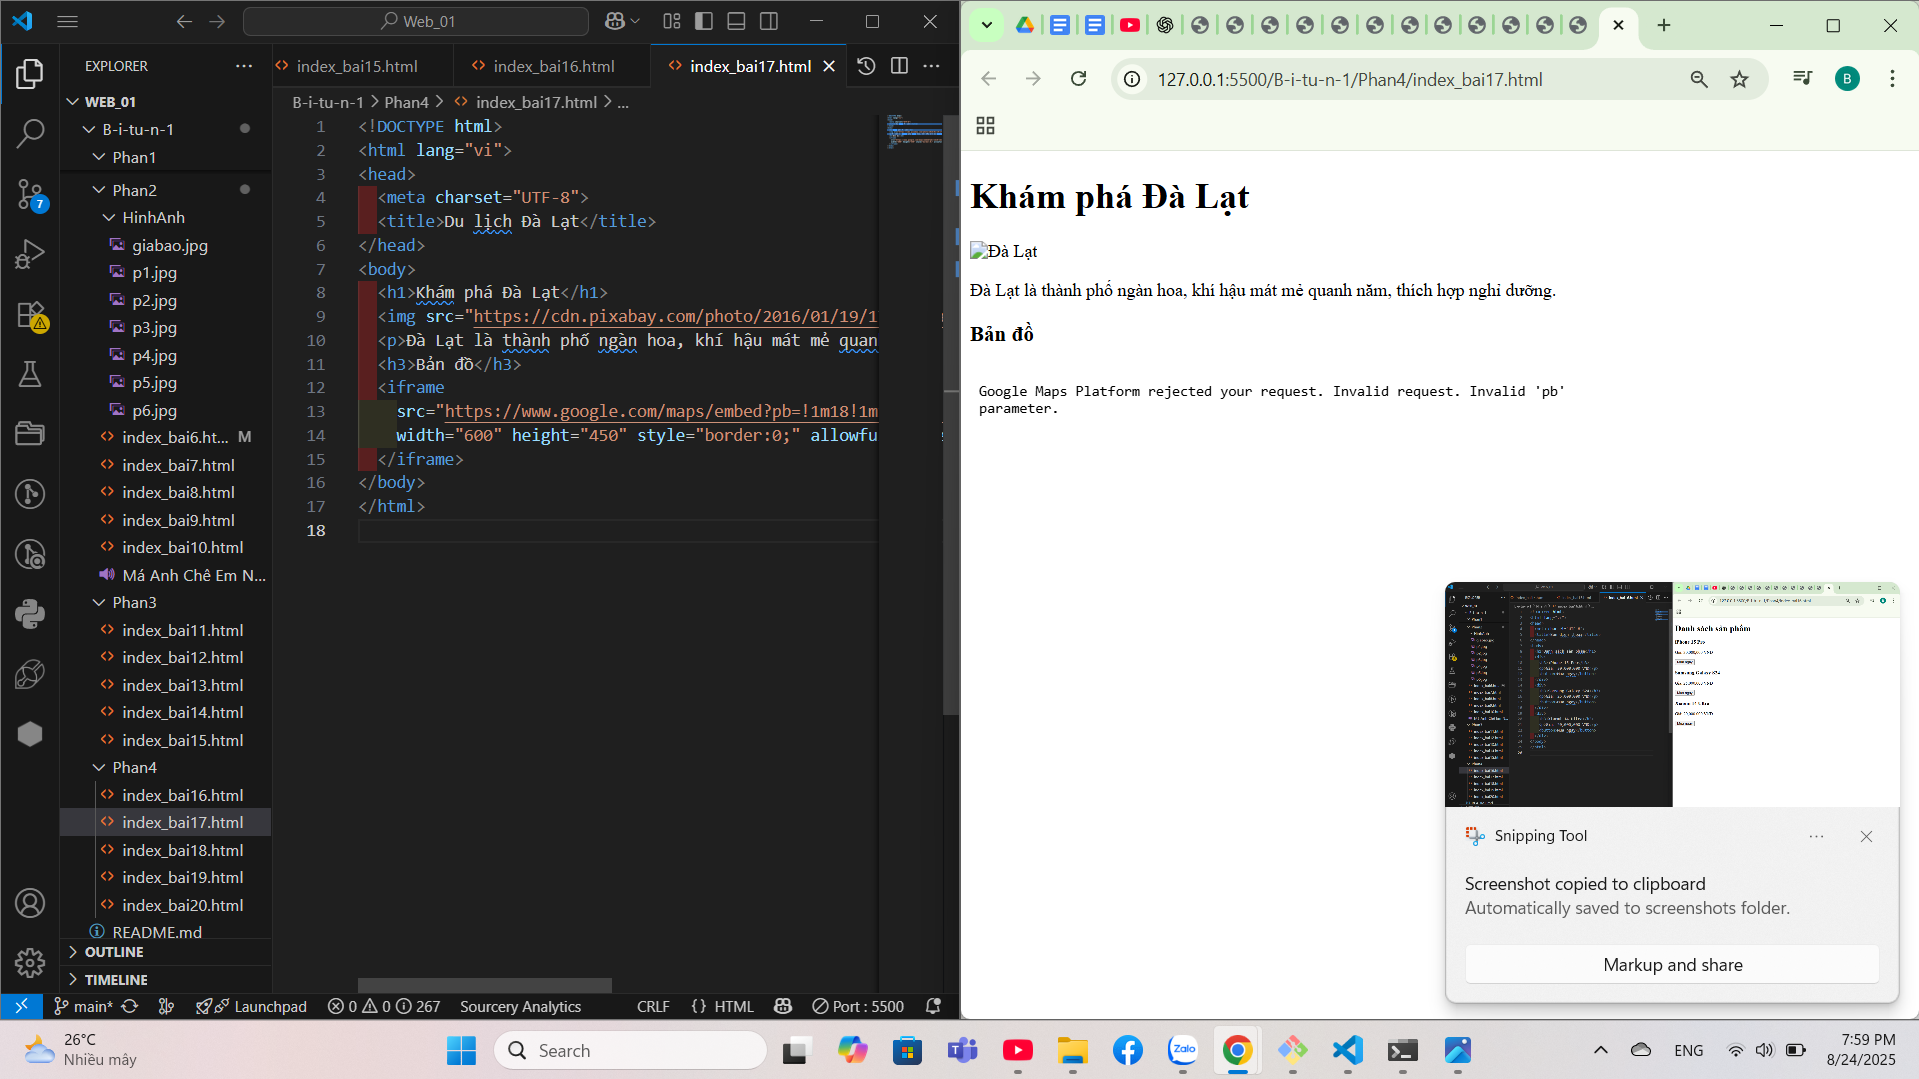 Web_01
EXPLORER
index_bai15.html
index_bai16.html
index_bai17.html
WEB_01
B-i-tu-n-1
Phan1
Phan2
HinhAnh
giabao.jpg
p1.jpg
p2.jpg
p3.jpg
p4.jpg
p5.jpg
p6.jpg
index_bai6.ht... M
index_bai7.html
index_bai8.html
index_bai9.html
index_bai10.html
Má Anh Chê Em N...
Phan3
index_bai11.html
index_bai12.html
index_bai13.html
index_bai14.html
index_bai15.html
Phan4
index_bai16.html
index_bai17.html
index_bai18.html
index_bai19.html
index_bai20.html
README.md
OUTLINE
TIMELINE
7
B-i-tu-n-1 > Phan4 > index_bai17.html > ...
1 <!DOCTYPE html>
2 <html lang="vi">
3 <head>
4 <meta charset="UTF-8">
5 <title>Du lịch Đà Lạt</title>
6 </head>
7 <body>
8 <h1>Khám phá Đà Lạt</h1>
9 <img src="https://cdn.pixabay.com/photo/2016/01/19/1
10 <p>Đà Lạt là thành phố ngàn hoa, khí hậu mát mẻ quan
11 <h3>Bản đồ</h3>
12 <iframe
13 src="https://www.google.com/maps/embed?pb=!1m18!1m
14 width="600" height="450" style="border:0;" allowfu
15 </iframe>
16 </body>
17 </html>
18
main* Launchpad 0 0 267 Sourcery Analytics CRLF {} HTML Port : 5500
127.0.0.1:5500/B-i-tu-n-1/Phan4/index_bai17.html
B
Khám phá Đà Lạt
Đà Lạt
Đà Lạt là thành phố ngàn hoa, khí hậu mát mẻ quanh năm, thích hợp nghỉ dưỡng.
Bản đồ
Google Maps Platform rejected your request. Invalid request. Invalid 'pb'
parameter.
Danh sách sản phẩm
Snipping Tool
Screenshot copied to clipboard
Automatically saved to screenshots folder.
Markup and share
26°C
Nhiều mây
Search
Zalo
ENG
7:59 PM
8/24/2025